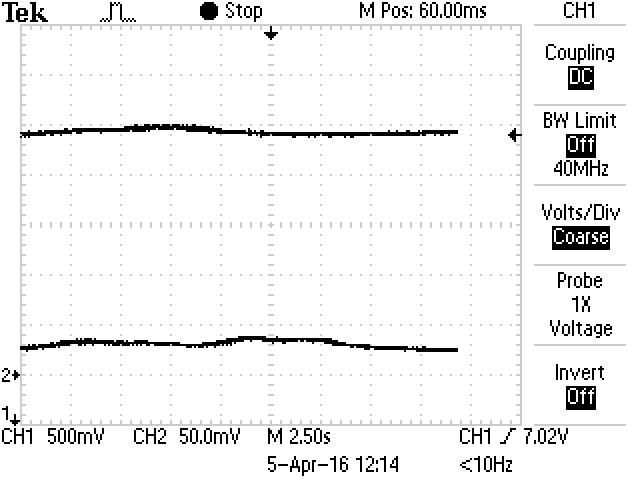 Tek Stop M Pos: 60.00ms CH1
Coupling
DC
BW Limit
Off
40MHz
Volts/Div
Coarse
Probe
1X
Voltage
Invert
Off
2
1
CH1 500mV CH2 50.0mV M 2.50s CH1 7.02V
5-Apr-16 12:14 <10Hz